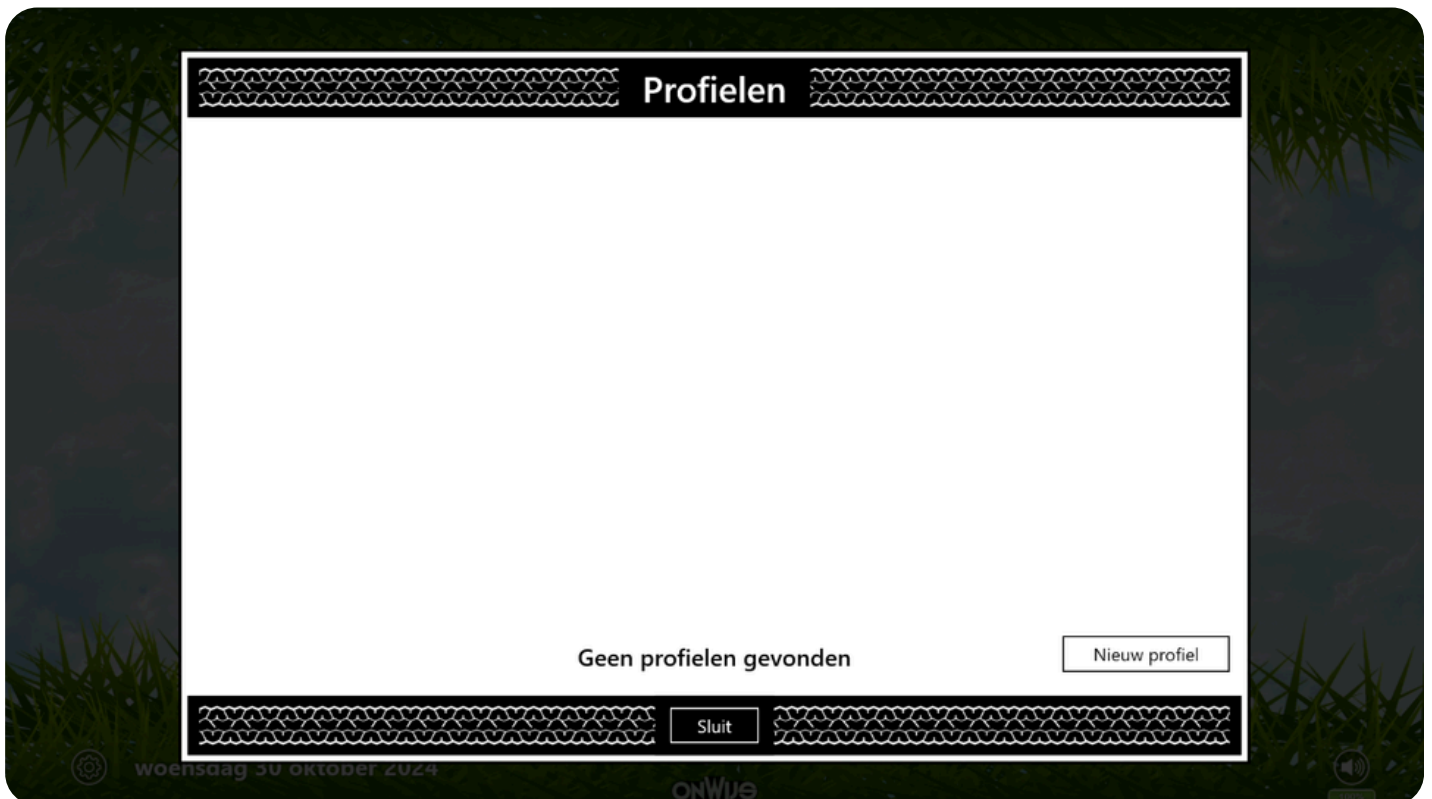 Profielen
Geen profielen gevonden
Nieuw profiel
Sluit
woensdag 30 oktober 2024